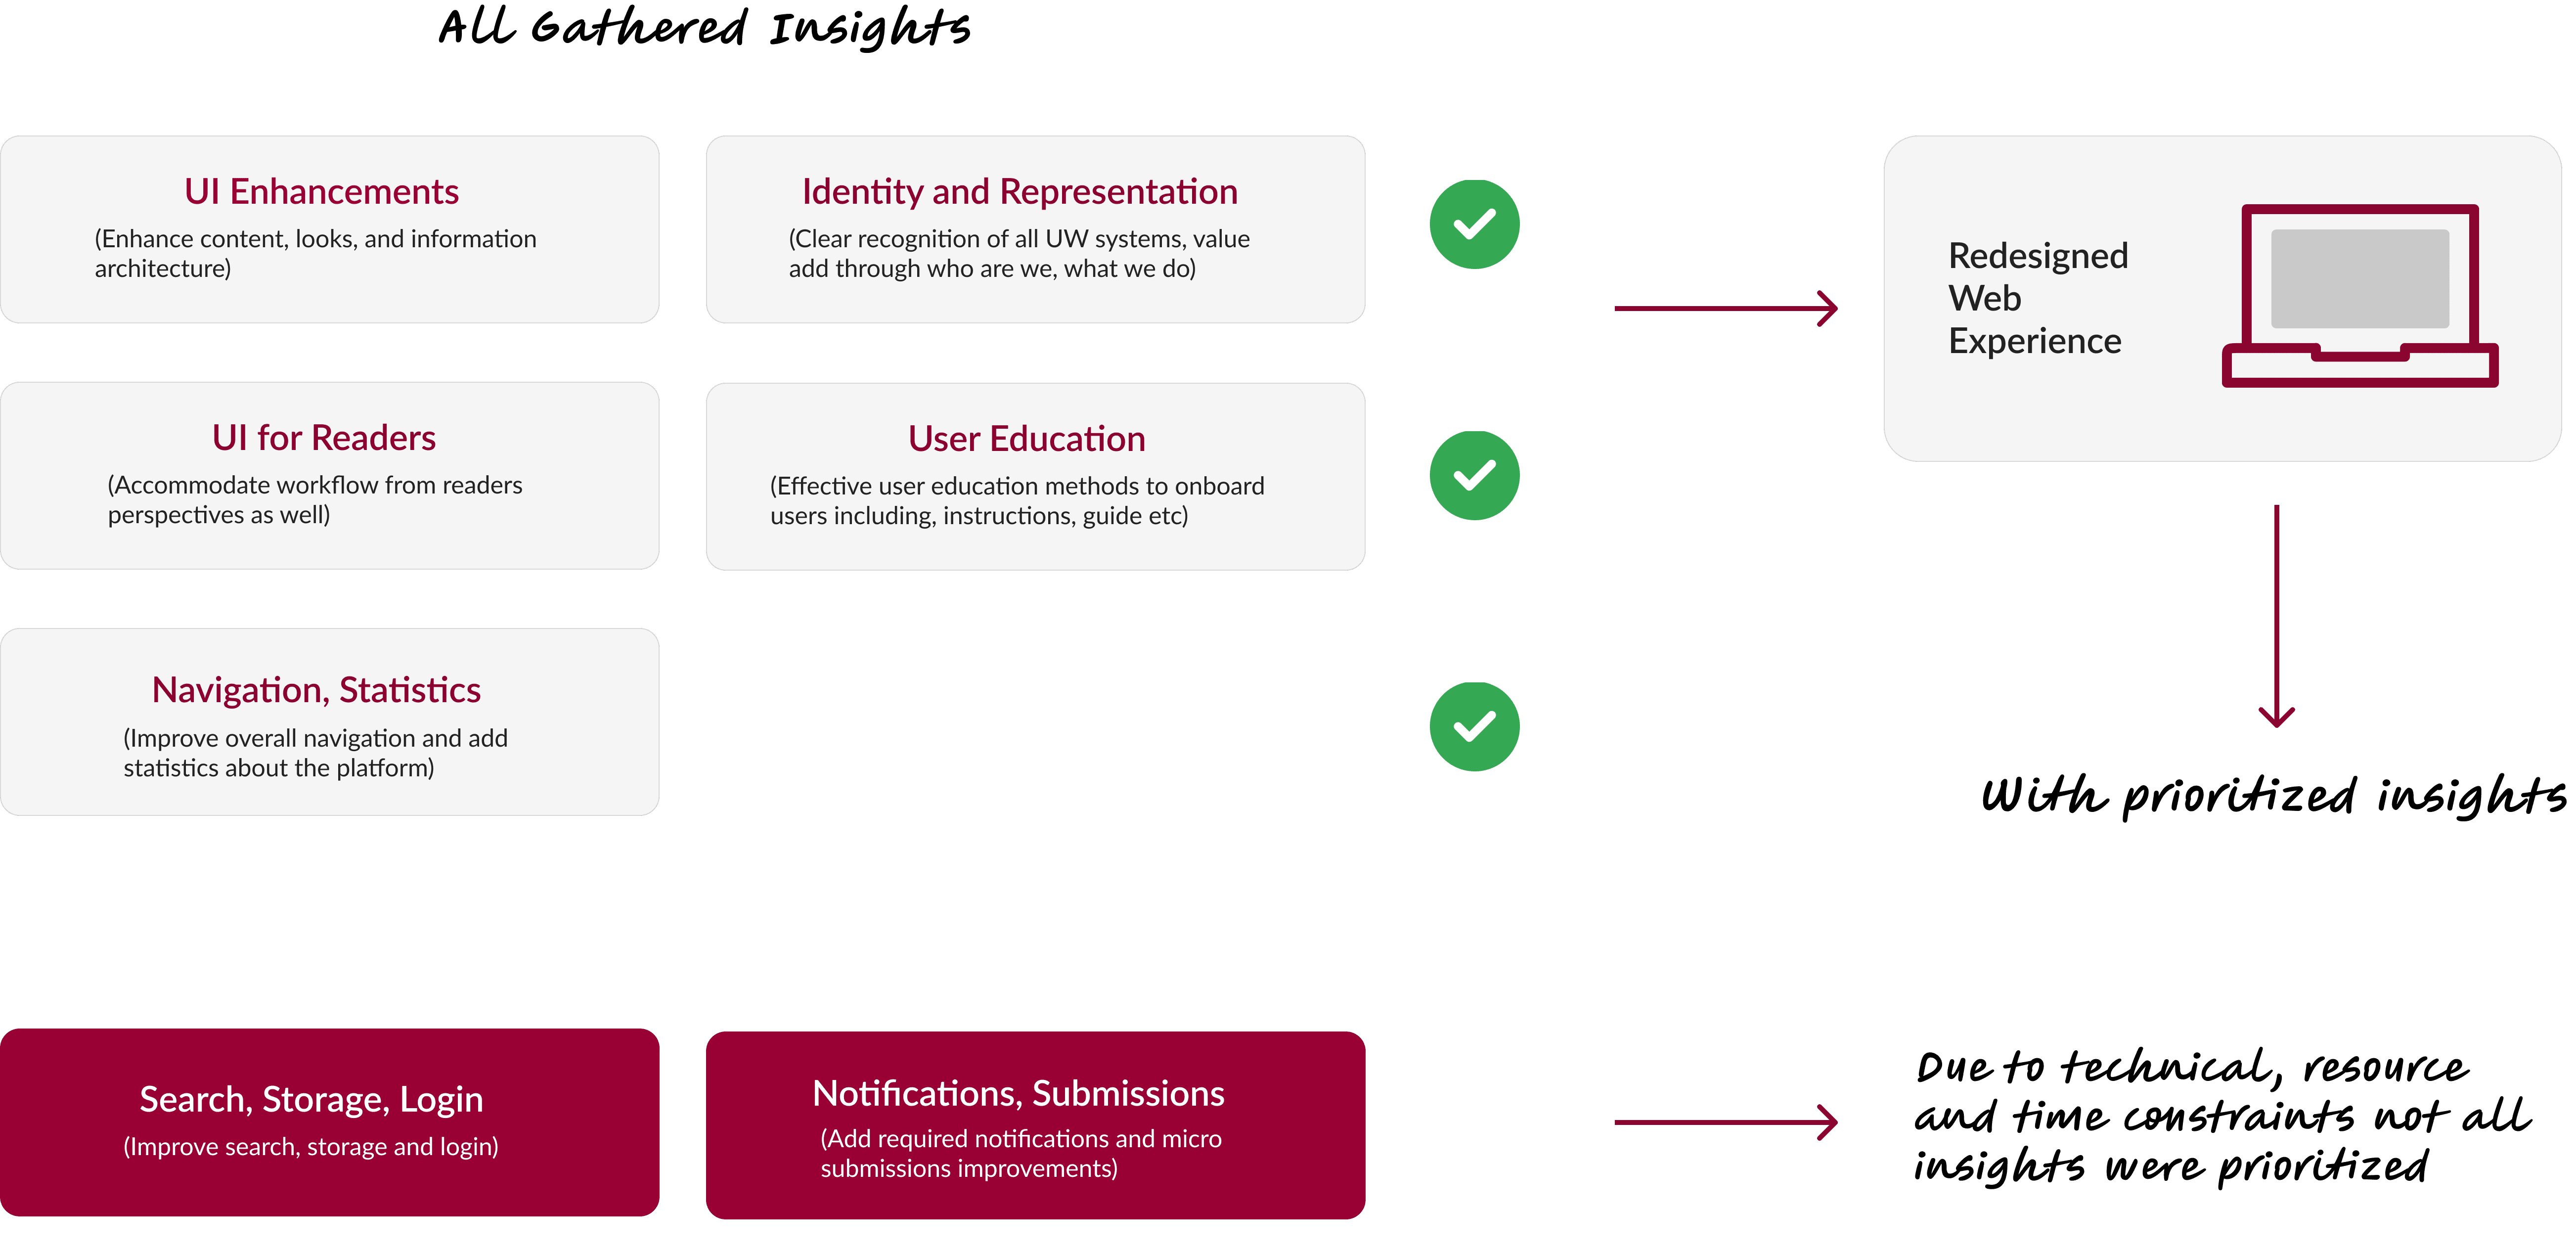 All Gathered Insights
UI Enhancements
(Enhance content, looks, and information
architecture)
Identity and Representation
(Clear recognition of all UW systems, value
add through who are we, what we do)
Redesigned
Web
Experience
UI for Readers
(Accommodate workflow from readers
perspectives as well)
User Education
(Effective user education methods to onboard
users including, instructions, guide etc)
Navigation, Statistics
(Improve overall navigation and add
statistics about the platform)
With prioritized insights
Search, Storage, Login
(Improve search, storage and login)
Notifications, Submissions
(Add required notifications and micro
submissions improvements)
Due to technical, resource
and time constraints not all
insights were prioritized